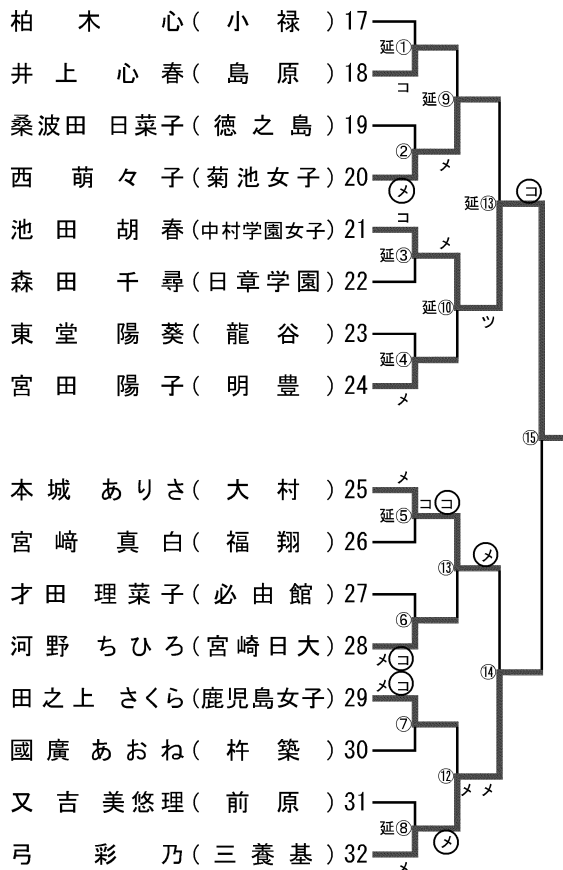 柏木 心(小禄)17
延①
井上心春(島原)18
コ
延⑨
桑波田 日菜子(徳之島)19
②
メ
西 萌々子(菊池女子)20
メ
延⑬
コ
コ
池田 胡春(中村学園女子)21
延③
メ
森田 千尋(日章学園)22
延⑩
ツ
東堂 陽葵(龍谷)23
延④
宮田 陽子(明豊)24
メ
⑮
メ
本城 ありさ(大村)25
延⑤
ココ
宮﨑 真白(福翔)26
⑬
メ
才田 理菜子(必由館)27
⑥
河野 ちひろ(宮崎日大)28
メコ
⑭
メコ
田之上 さくら(鹿児島女子)29
⑦
國廣あおね(杵築)30
⑫
メメ
又吉美悠理(前原)31
延⑧
メ
弓 彩乃(三養基)32
メ